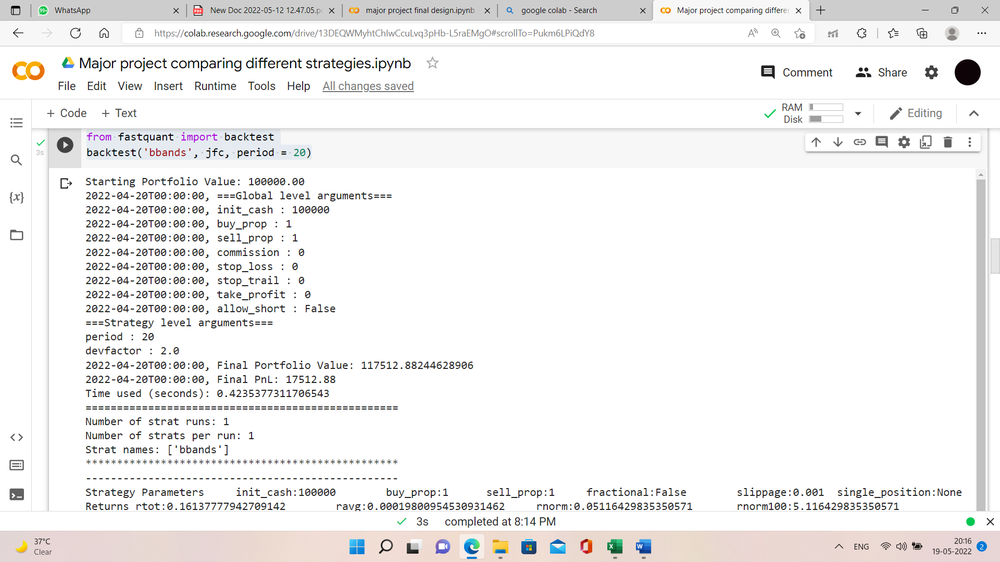 WhatsApp
New Doc 2022-05-12 12.47.05.p
major project final design.ipynb
google colab - Search
Major project comparing differer
https://colab.research.google.com/drive/13DEQWMyhtChIwCcuLvq3pHb-L5raEMgO#scrollTo=Pukm6LPiQdY8
Major project comparing different strategies.ipynb
Comment
Share
File Edit View Insert Runtime Tools Help All changes saved
+ Code + Text
RAM
Disk
Editing
from fastquant import backtest
3s
backtest('bbands', jfc, period = 20)
Starting Portfolio Value: 100000.00
2022-04-20T00:00:00, ===Global level arguments===
2022-04-20T00:00:00, init_cash : 100000
2022-04-20T00:00:00, buy_prop : 1
2022-04-20T00:00:00, sell_prop : 1
2022-04-20T00:00:00, commission : 0
2022-04-20T00:00:00, stop_loss : 0
2022-04-20T00:00:00, stop_trail : 0
2022-04-20T00:00:00, take_profit : 0
2022-04-20T00:00:00, allow_short : False
===Strategy level arguments===
period : 20
devfactor : 2.0
2022-04-20T00:00:00, Final Portfolio Value: 117512.88244628906
2022-04-20T00:00:00, Final PnL: 17512.88
Time used (seconds): 0.4235377311706543
==================================================
Number of strat runs: 1
Number of strats per run: 1
Strat names: ['bbands']
**************************************************
--------------------------------------------------
Strategy Parameters init_cash:100000 buy_prop:1 sell_prop:1 fractional:False slippage:0.001 single_position:None
Returns rtot:0.16137777942709142 ravg:0.00019800954530931462 rnorm:0.05116429835350571 rnorm100:5.116429835350571
3s completed at 8:14 PM
37°C
Clear
ENG
20:16
19-05-2022
2